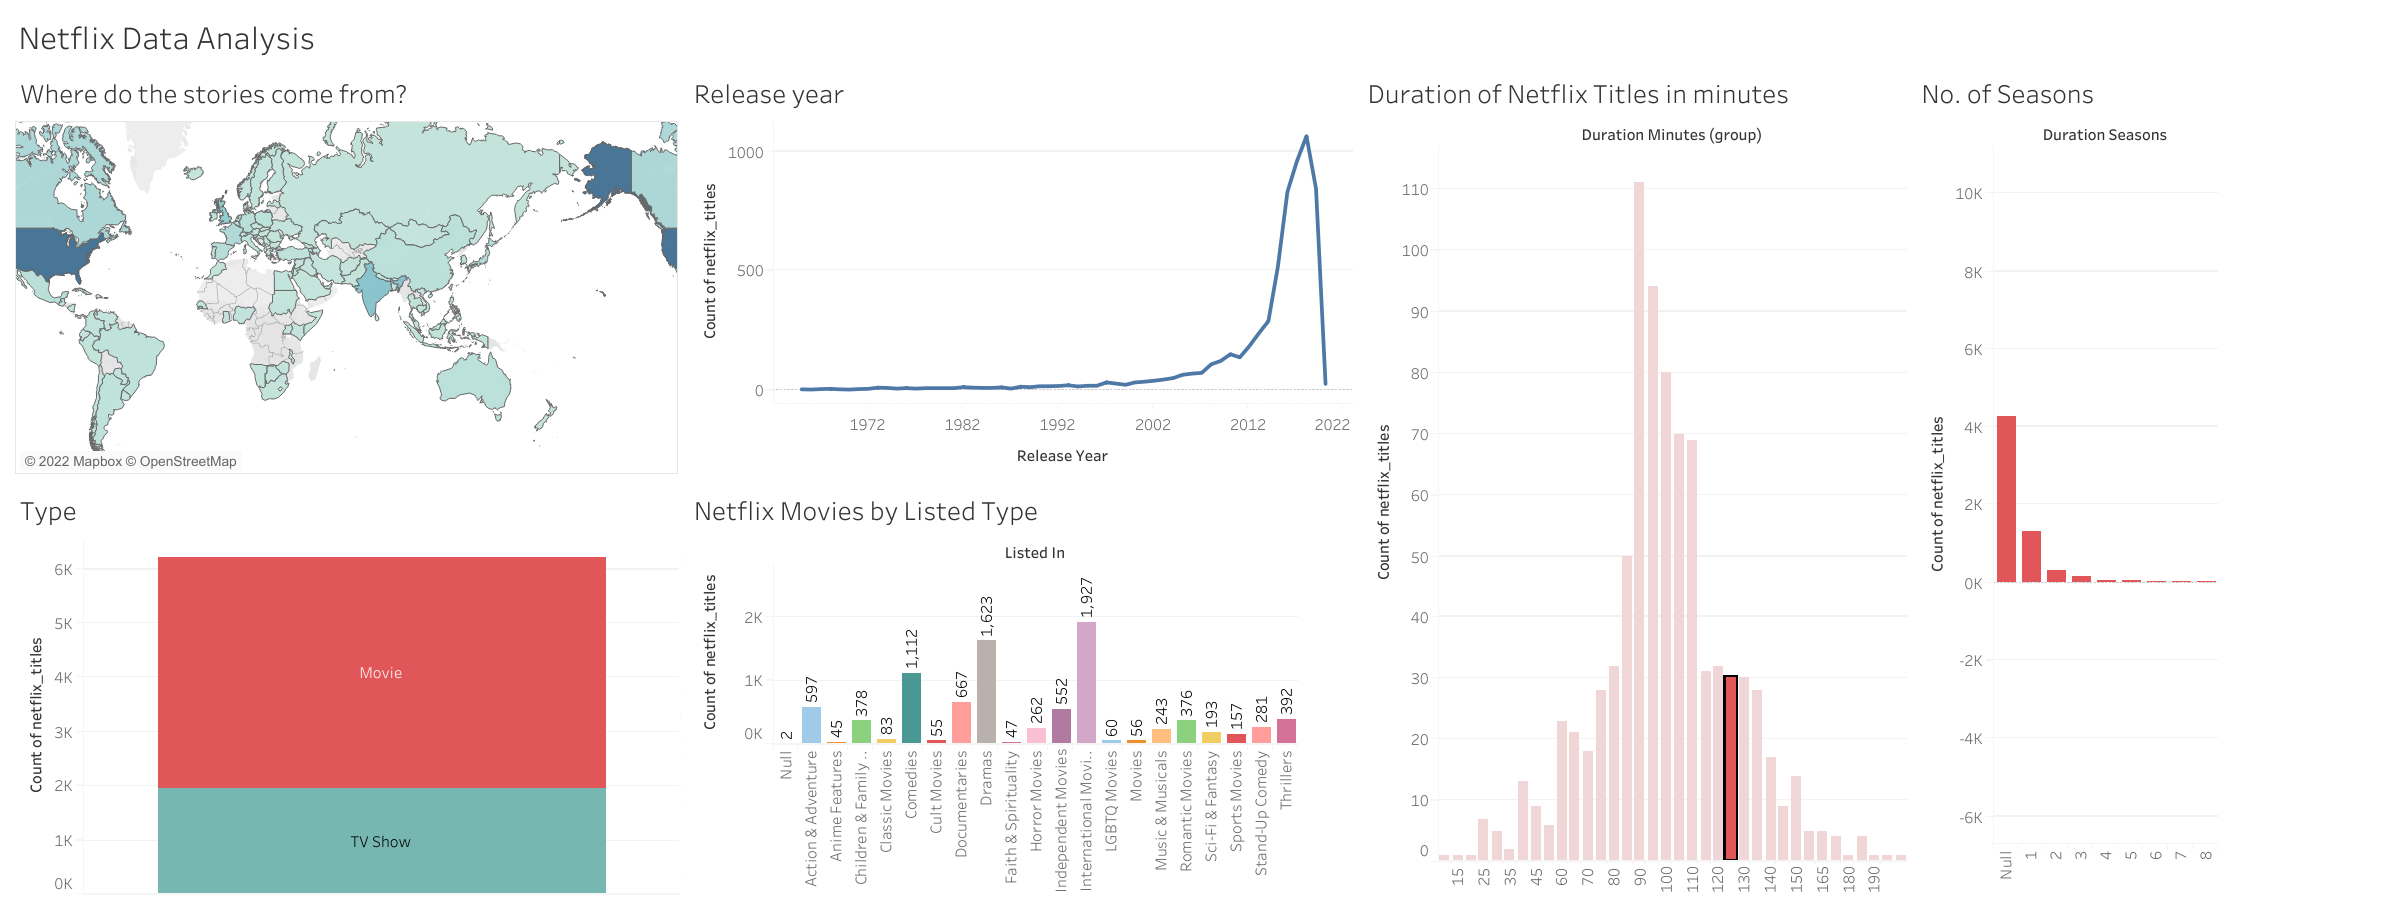 Netflix Data Analysis
Where do the stories come from?
© 2022 Mapbox © OpenStreetMap
Release year
Count of netflix_titles
1000
500
0
1972
1982
1992
2002
2012
2022
Release Year
Duration of Netflix Titles in minutes
Duration Minutes (group)
Count of netflix_titles
110
100
90
80
70
60
50
40
30
20
10
0
15
25
35
45
60
70
80
90
100
110
120
130
140
150
165
180
190
No. of Seasons
Duration Seasons
Count of netflix_titles
10K
8K
6K
4K
2K
0K
-2K
-4K
-6K
Null
1
2
3
4
5
6
7
8
Type
Count of netflix_titles
6K
5K
4K
3K
2K
1K
0K
Movie
TV Show
Netflix Movies by Listed Type
Listed In
Count of netflix_titles
2K
1K
0K
2
597
45
378
83
1,112
55
667
1,623
47
262
552
1,927
60
56
243
376
193
157
281
392
Null
Action & Adventure
Anime Features
Children & Family ..
Classic Movies
Comedies
Cult Movies
Documentaries
Dramas
Faith & Spirituality
Horror Movies
Independent Movies
International Movi..
LGBTQ Movies
Movies
Music & Musicals
Romantic Movies
Sci-Fi & Fantasy
Sports Movies
Stand-Up Comedy
Thrillers